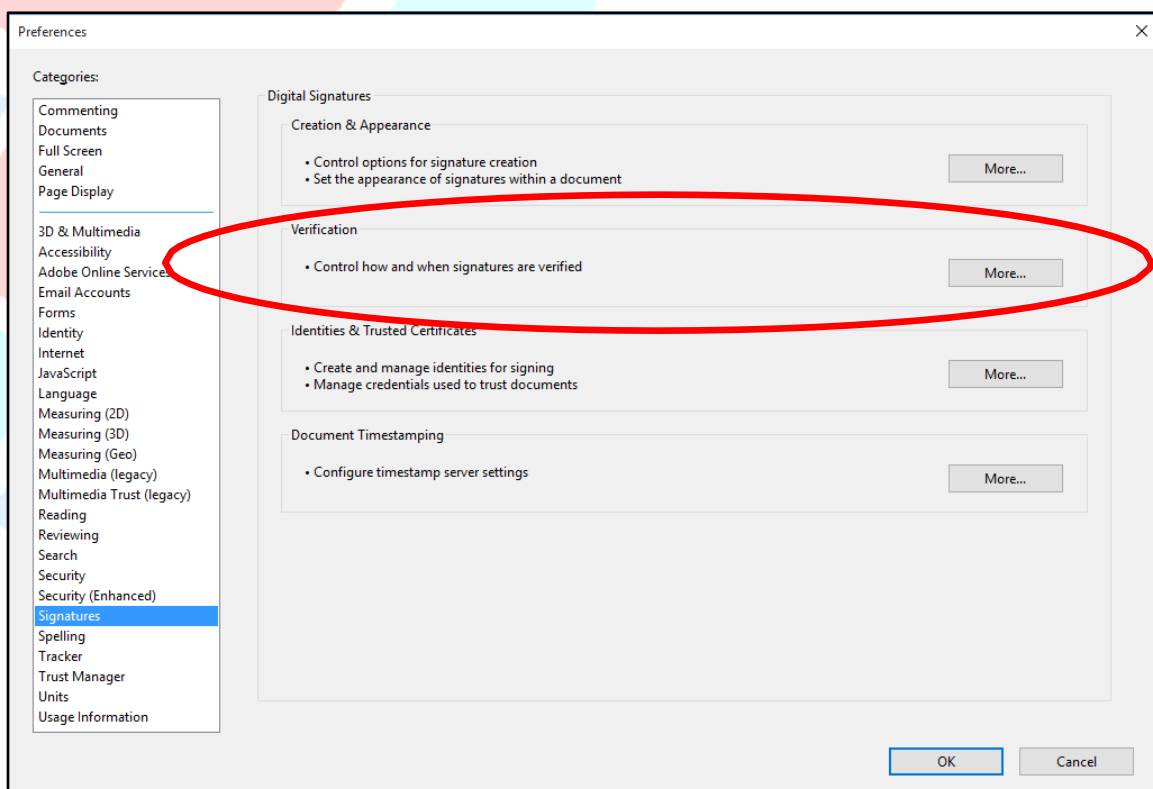 Preferences
Categories:
Commenting
Documents
Full Screen
General
Page Display
3D & Multimedia
Accessibility
Adobe Online Services
Email Accounts
Forms
Identity
Internet
JavaScript
Language
Measuring (2D)
Measuring (3D)
Measuring (Geo)
Multimedia (legacy)
Multimedia Trust (legacy)
Reading
Reviewing
Search
Security
Security (Enhanced)
Signatures
Spelling
Tracker
Trust Manager
Units
Usage Information
Digital Signatures
Creation & Appearance
• Control options for signature creation
• Set the appearance of signatures within a document
More...
Verification
• Control how and when signatures are verified
More...
Identities & Trusted Certificates
• Create and manage identities for signing
• Manage credentials used to trust documents
More...
Document Timestamping
• Configure timestamp server settings
More...
OK
Cancel